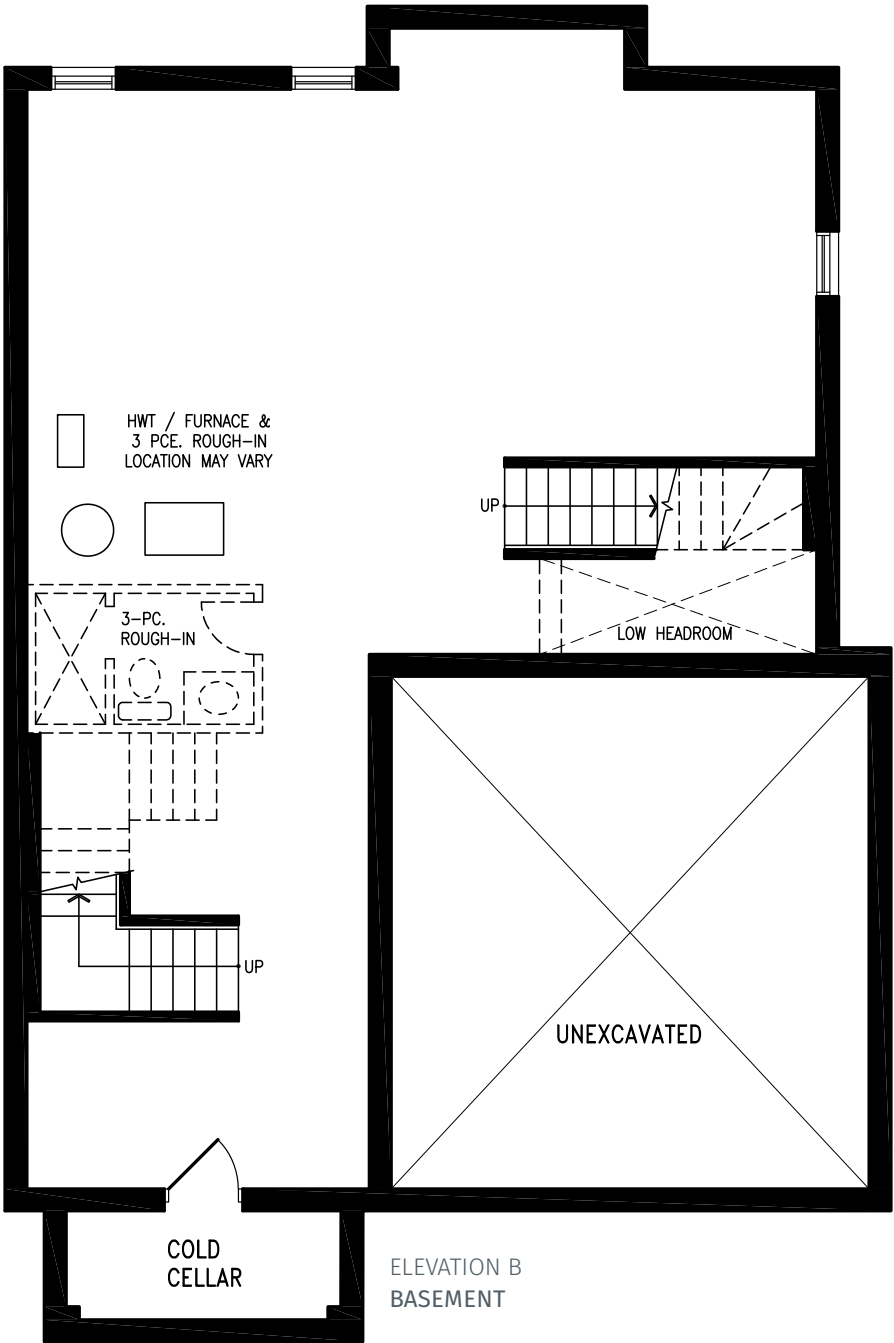 HWT / FURNACE &
3 PCE. ROUGH-IN
LOCATION MAY VARY
UP
3-PC.
ROUGH-IN
LOW HEADROOM
UP
UNEXCAVATED
COLD
CELLAR
ELEVATION B
BASEMENT